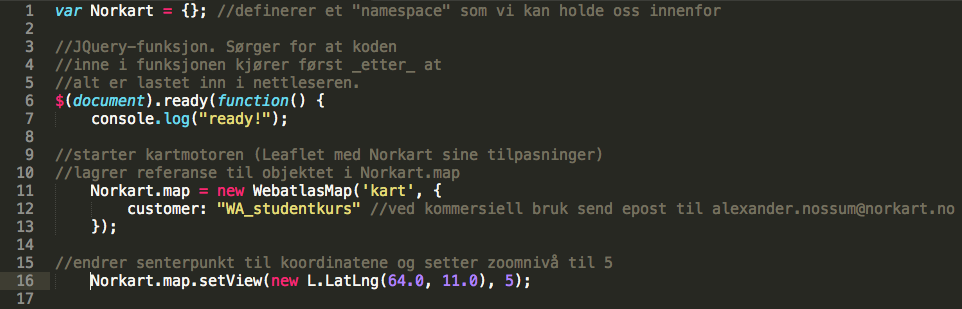 1 var Norkart = {}; //definerer et "namespace" som vi kan holde oss innenfor
2
3 //JQuery-funksjon. Sørger for at koden
4 //inne i funksjonen kjører først _etter_ at
5 //alt er lastet inn i nettleseren.
6 $(document).ready(function() {
7     console.log("ready!");
8
9 //starter kartmotoren (Leaflet med Norkart sine tilpasninger)
10 //lagrer referanse til objektet i Norkart.map
11     Norkart.map = new WebatlasMap('kart', {
12         customer: "WA_studentkurs" //ved kommersiell bruk send epost til alexander.nossum@norkart.no
13     });
14
15 //endrer senterpunkt til koordinatene og setter zoomnivå til 5
16     Norkart.map.setView(new L.LatLng(64.0, 11.0), 5);
17